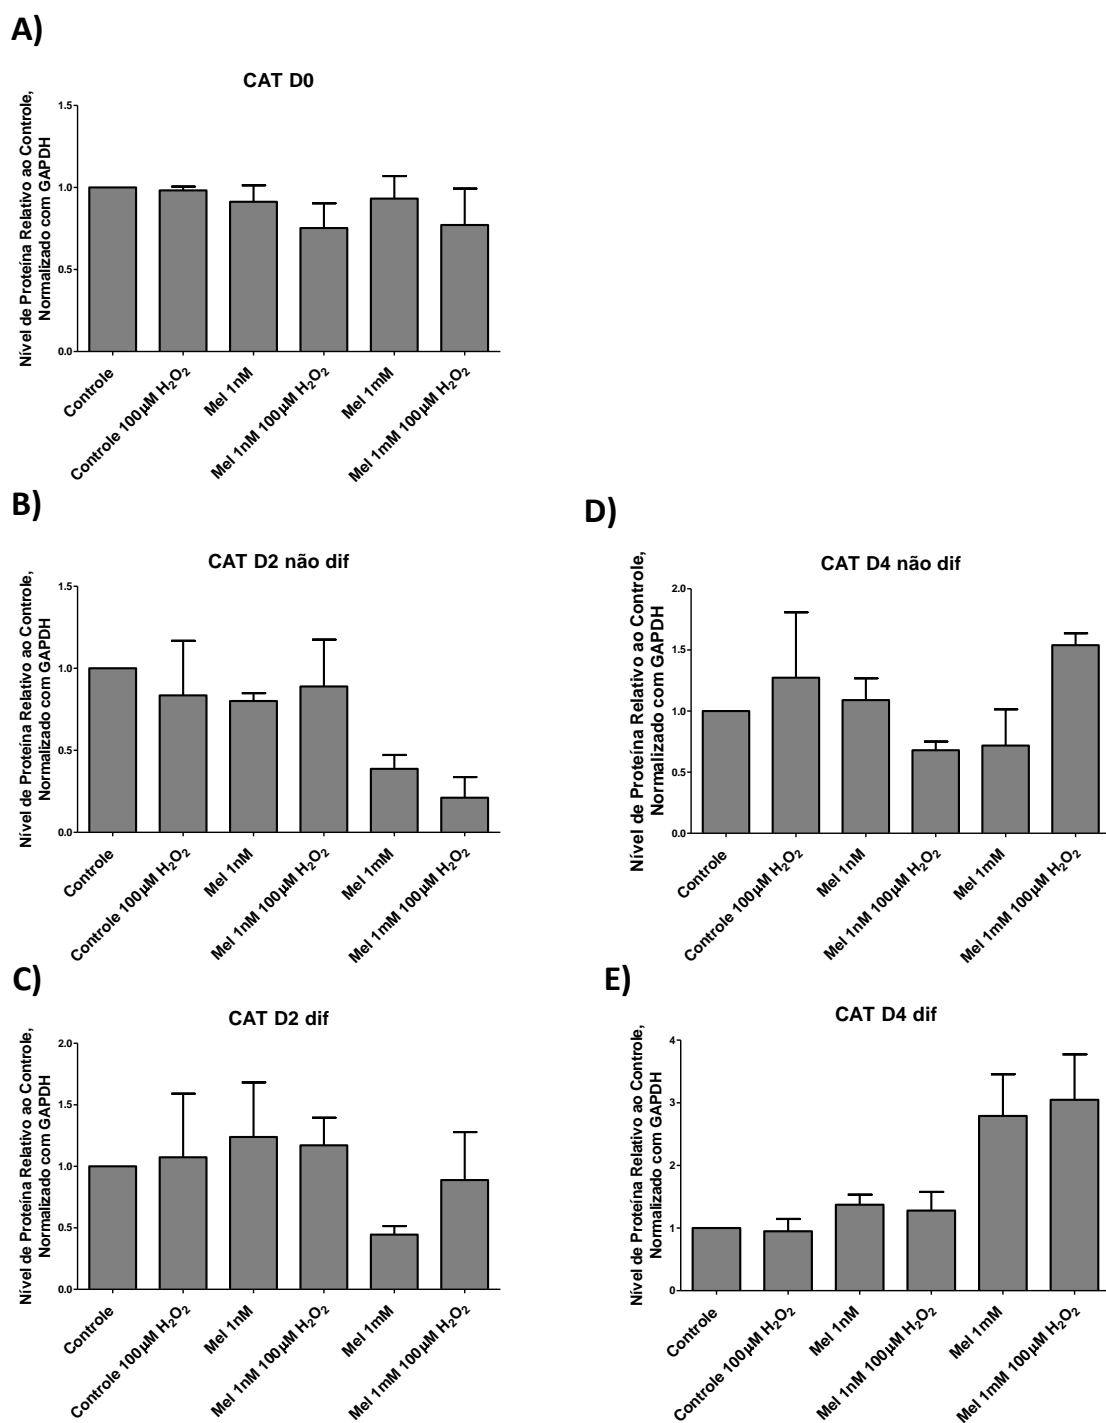 A)
CAT D0
Nível de Proteína Relativo ao Controle,
Normalizado com GAPDH
1.5
1.0
0.5
0.0
Controle
Controle 100µM H₂O₂
Mel 1nM
Mel 1nM 100µM H₂O₂
Mel 1mM
Mel 1mM 100µM H₂O₂
B)
CAT D2 não dif
Nível de Proteína Relativo ao Controle,
Normalizado com GAPDH
1.5
1.0
0.5
0.0
Controle
Controle 100µM H₂O₂
Mel 1nM
Mel 1nM 100µM H₂O₂
Mel 1mM
Mel 1mM 100µM H₂O₂
D)
CAT D4 não dif
Nível de Proteína Relativo ao Controle,
Normalizado com GAPDH
2.0
1.5
1.0
0.5
0.0
Controle
Controle 100µM H₂O₂
Mel 1nM
Mel 1nM 100µM H₂O₂
Mel 1mM
Mel 1mM 100µM H₂O₂
C)
CAT D2 dif
Nível de Proteína Relativo ao Controle,
Normalizado com GAPDH
2.0
1.5
1.0
0.5
0.0
Controle
Controle 100µM H₂O₂
Mel 1nM
Mel 1nM 100µM H₂O₂
Mel 1mM
Mel 1mM 100µM H₂O₂
E)
CAT D4 dif
Nível de Proteína Relativo ao Controle,
Normalizado com GAPDH
4
3
2
1
0
Controle
Controle 100µM H₂O₂
Mel 1nM
Mel 1nM 100µM H₂O₂
Mel 1mM
Mel 1mM 100µM H₂O₂